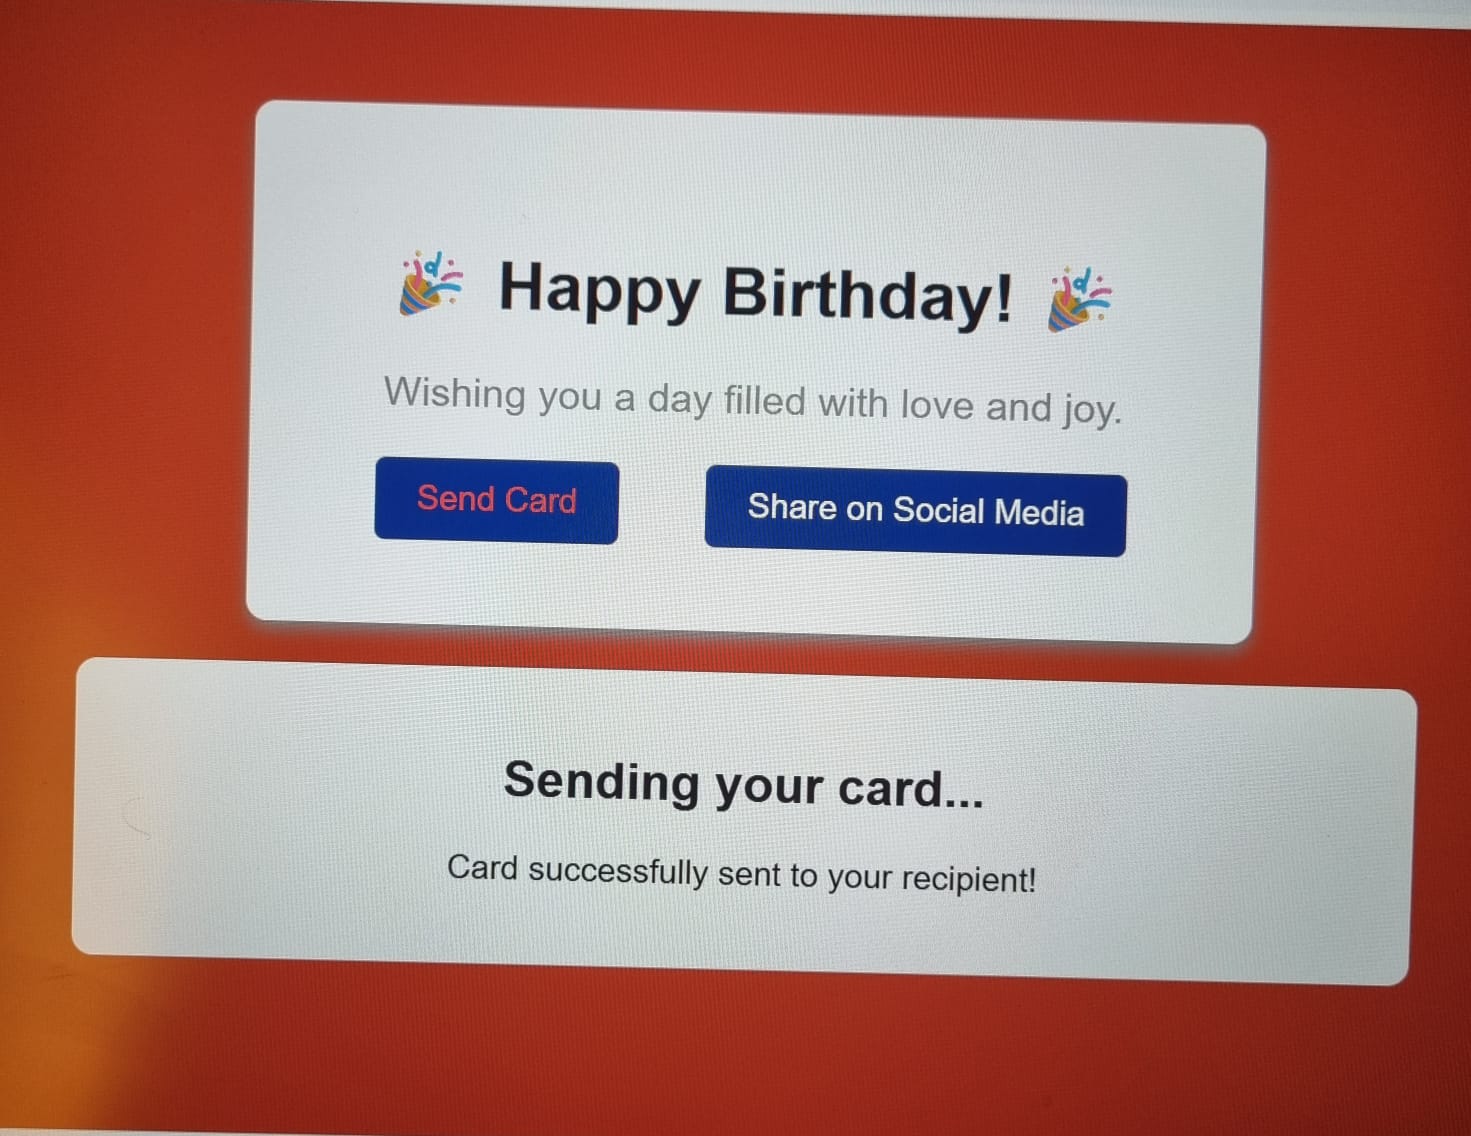 🎉 Happy Birthday! 🎉
Wishing you a day filled with love and joy.
Send Card
Share on Social Media
Sending your card...
Card successfully sent to your recipient!